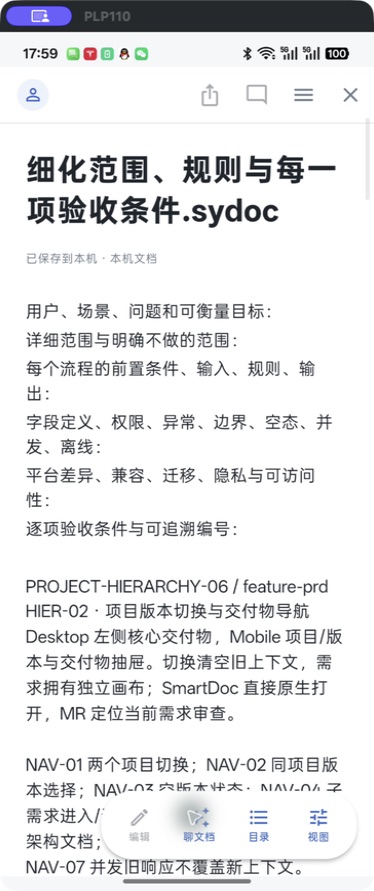 PLP110
17:59
5G
5G
100
细化范围、规则与每一
项验收条件.sydoc
已保存到本机 · 本机文档
用户、场景、问题和可衡量目标：
详细范围与明确不做的范围：
每个流程的前置条件、输入、规则、输
出：
字段定义、权限、异常、边界、空态、并
发、离线：
平台差异、兼容、迁移、隐私与可访问
性：
逐项验收条件与可追溯编号：
PROJECT-HIERARCHY-06 / feature-prd
HIER-02 · 项目版本切换与交付物导航
Desktop 左侧核心交付物，Mobile 项目/版
本与交付物抽屉。切换清空旧上下文，需
求拥有独立画布；SmartDoc 直接原生打
开，MR 定位当前需求审查。
NAV-01 两个项目切换；NAV-02 同项目版
本选择；NAV-03 空版本状态；NAV-04 子
需求进入/
架构文档；
NAV-07 并发旧响应不覆盖新上下文。
编辑
聊文档
目录
视图